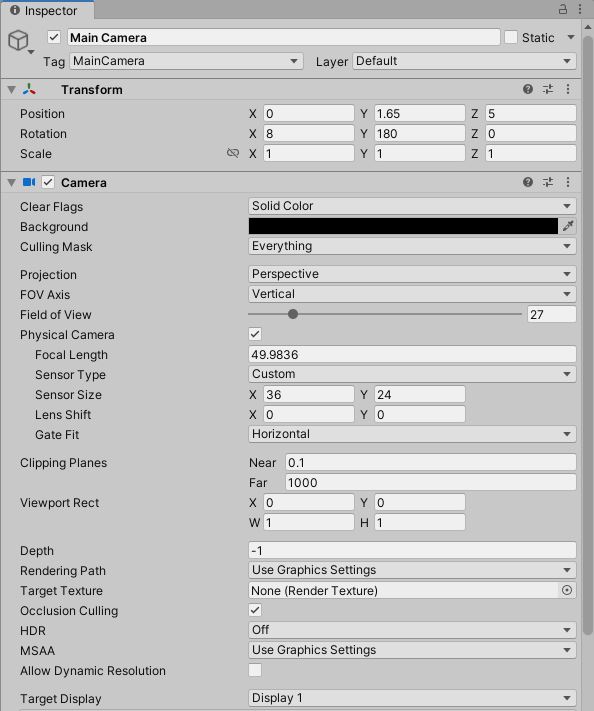 Inspector
Main Camera Static
Tag MainCamera Layer Default
Transform
Position X 0 Y 1.65 Z 5
Rotation X 8 Y 180 Z 0
Scale X 1 Y 1 Z 1
Camera
Clear Flags Solid Color
Background
Culling Mask Everything
Projection Perspective
FOV Axis Vertical
Field of View 27
Physical Camera
Focal Length 49.9836
Sensor Type Custom
Sensor Size X 36 Y 24
Lens Shift X 0 Y 0
Gate Fit Horizontal
Clipping Planes Near 0.1
Far 1000
Viewport Rect X 0 Y 0
W 1 H 1
Depth -1
Rendering Path Use Graphics Settings
Target Texture None (Render Texture)
Occlusion Culling
HDR Off
MSAA Use Graphics Settings
Allow Dynamic Resolution
Target Display Display 1